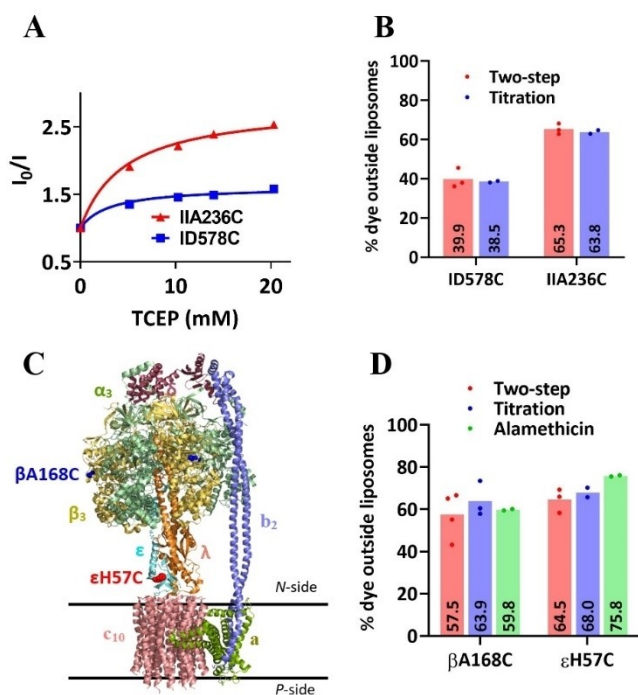 A
I₀/I
2.5
1.5
0.5
0
10
20
TCEP (mM)
IIA236C
ID578C
B
% dye outside liposomes
100
80
60
40
20
0
Two-step
Titration
39.9
38.5
65.3
63.8
ID578C
IIA236C
C
α₃
δ
βA168C
β₃
b₂
ε
λ
εH57C
N-side
c₁₀
a
P-side
D
% dye outside liposomes
100
80
60
40
20
0
Two-step
Titration
Alamethicin
57.5
63.9
59.8
64.5
68.0
75.8
βA168C
εH57C